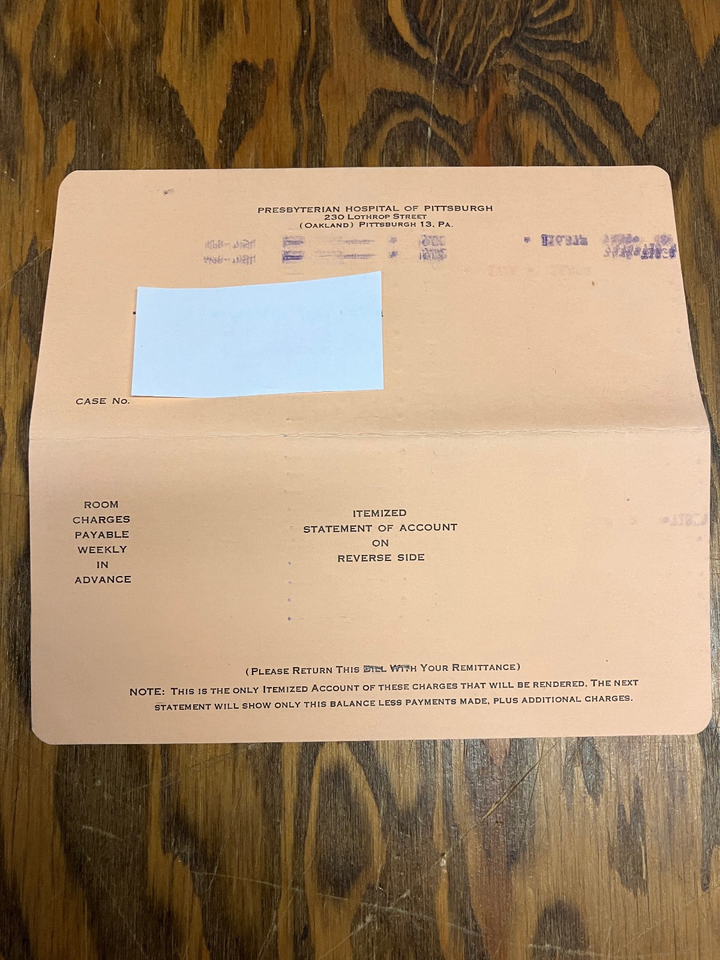 PRESBYTERIAN HOSPITAL OF PITTSBURGH
230 LOTHROP STREET
(OAKLAND) PITTSBURGH 13, PA.
CASE NO.
ROOM
CHARGES
PAYABLE
WEEKLY
IN
ADVANCE
ITEMIZED
STATEMENT OF ACCOUNT
ON
REVERSE SIDE
(PLEASE RETURN THIS BILL WITH YOUR REMITTANCE)
NOTE: THIS IS THE ONLY ITEMIZED ACCOUNT OF THESE CHARGES THAT WILL BE RENDERED. THE NEXT
STATEMENT WILL SHOW ONLY THIS BALANCE LESS PAYMENTS MADE, PLUS ADDITIONAL CHARGES.